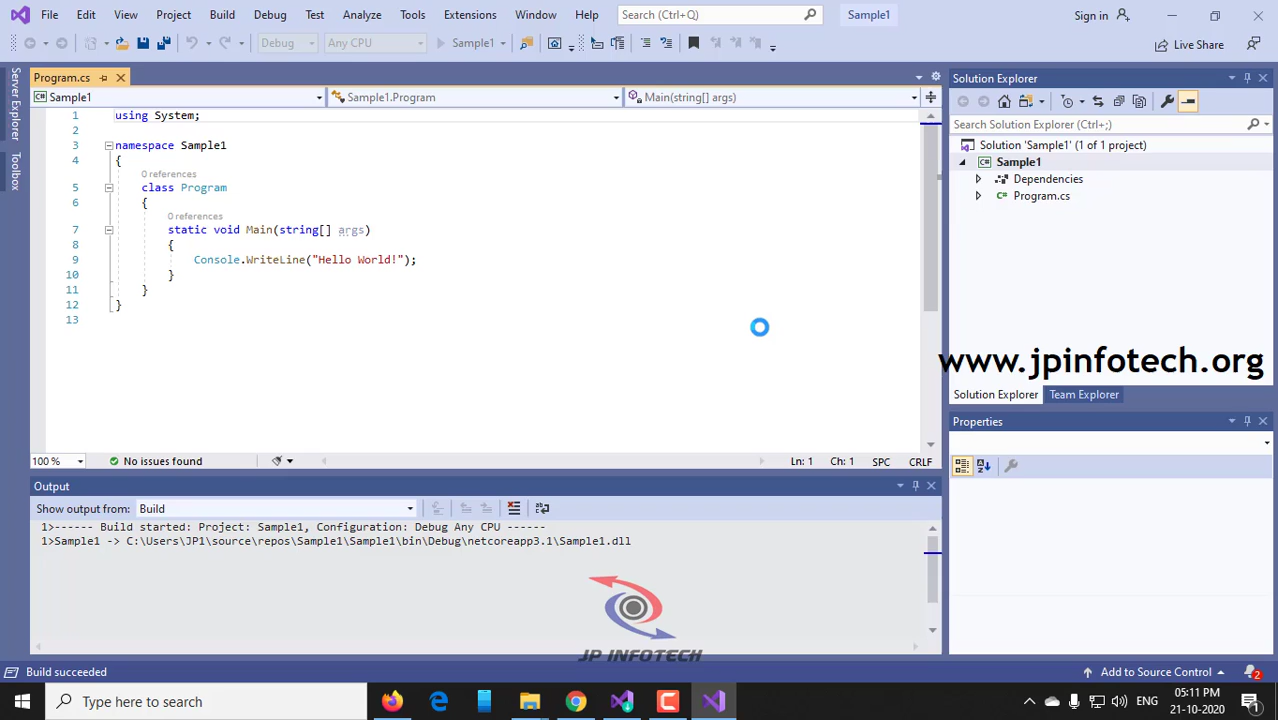 File Edit View Project Build Debug Test Analyze Tools Extensions Window Help Search (Ctrl+Q) Sample1 Sign in
Debug Any CPU Sample1 Live Share
Server Explorer
Toolbox
Program.cs
Sample1 Sample1.Program Main(string[] args)
1 using System;
2
3 namespace Sample1
4 {
0 references
5 class Program
6 {
0 references
7 static void Main(string[] args)
8 {
9 Console.WriteLine("Hello World!");
10 }
11 }
12 }
13
100 % No issues found Ln: 1 Ch: 1 SPC CRLF
Solution Explorer
Search Solution Explorer (Ctrl+;)
Solution 'Sample1' (1 of 1 project)
Sample1
Dependencies
Program.cs
www.jpinfotech.org
Solution Explorer Team Explorer
Properties
Output
Show output from: Build
1>------ Build started: Project: Sample1, Configuration: Debug Any CPU ------
1>Sample1 -> C:\Users\JP1\source\repos\Sample1\Sample1\bin\Debug\netcoreapp3.1\Sample1.dll
JP INFOTECH
Build succeeded Add to Source Control 2
Type here to search ENG 05:11 PM
21-10-2020 1